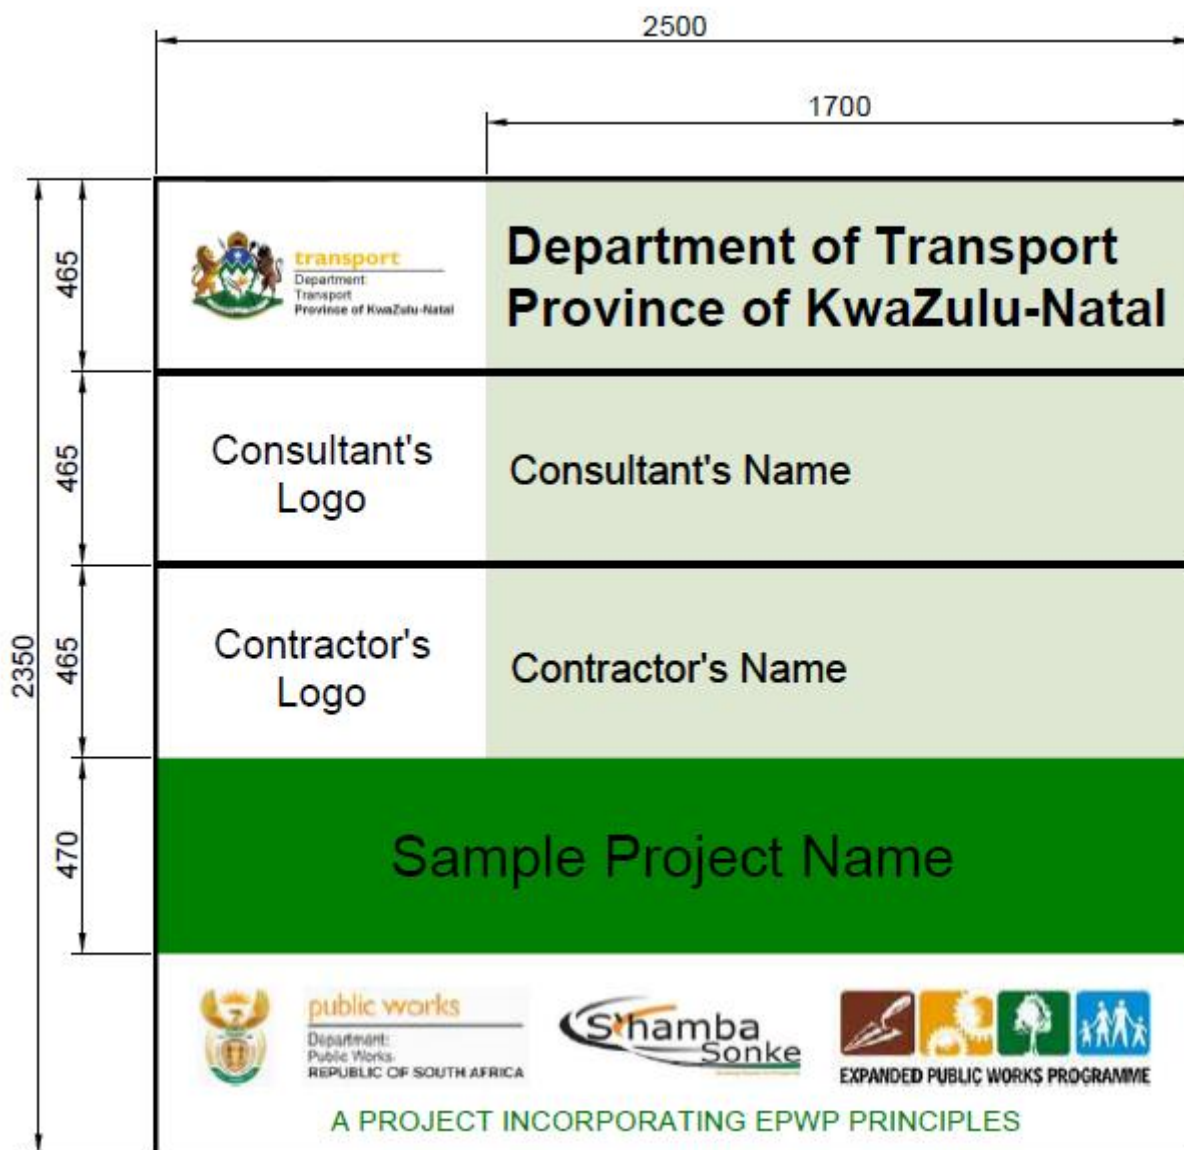 2500
1700
2350
465
transport
Department:
Transport
Province of KwaZulu-Natal
Department of Transport
Province of KwaZulu-Natal
465
Consultant's
Logo
Consultant's Name
465
Contractor's
Logo
Contractor's Name
470
Sample Project Name
public works
Department:
Public Works
REPUBLIC OF SOUTH AFRICA
S'hamba
Sonke
EXPANDED PUBLIC WORKS PROGRAMME
A PROJECT INCORPORATING EPWP PRINCIPLES